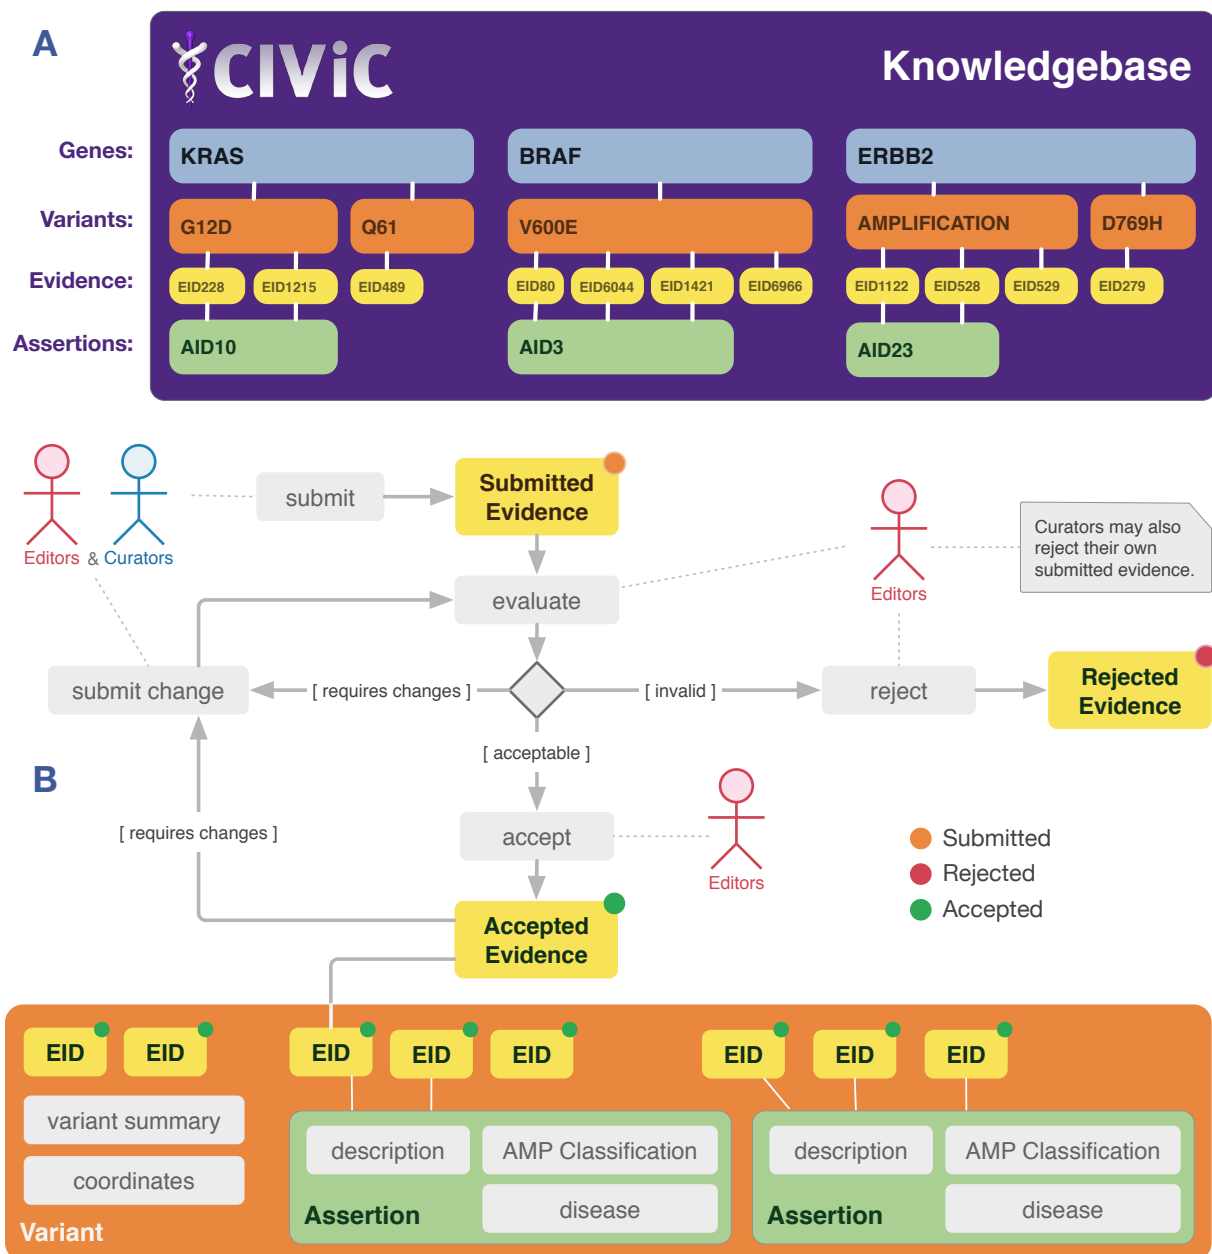 A
CIViC
Knowledgebase
Genes:
KRAS
BRAF
ERBB2
Variants:
G12D
Q61
V600E
AMPLIFICATION
D769H
Evidence:
EID228
EID1215
EID489
EID80
EID6044
EID1421
EID6966
EID1122
EID528
EID529
EID279
Assertions:
AID10
AID3
AID23
Editors & Curators
submit
Submitted
Evidence
Editors
Curators may also
reject their own
submitted evidence.
evaluate
submit change
[ requires changes ]
[ invalid ]
reject
Rejected
Evidence
[ acceptable ]
B
[ requires changes ]
accept
Editors
Submitted
Rejected
Accepted
Accepted
Evidence
EID
EID
EID
EID
EID
EID
EID
EID
variant summary
coordinates
Variant
description
AMP Classification
Assertion
disease
description
AMP Classification
Assertion
disease